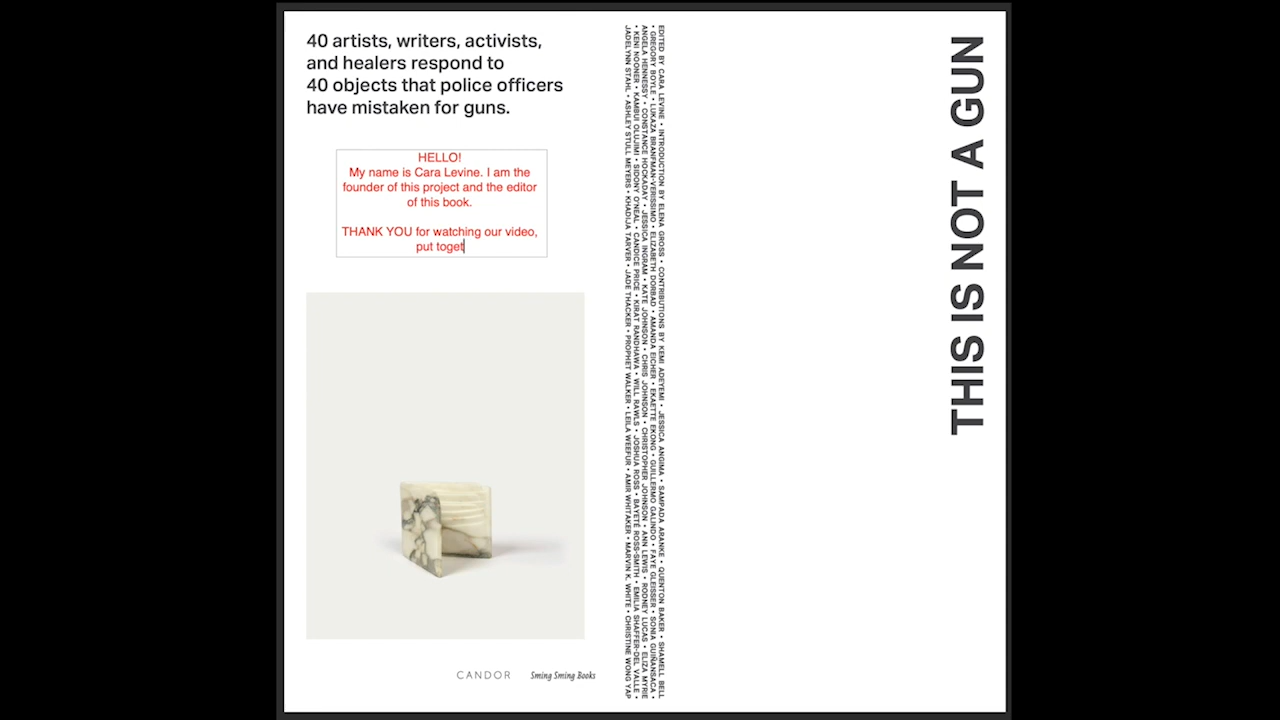 40 artists, writers, activists,
and healers respond to
40 objects that police officers
have mistaken for guns.
HELLO!
My name is Cara Levine. I am the
founder of this project and the editor
of this book.
THANK YOU for watching our video,
put toget
CANDOR
Sming Sming Books
EDITED BY CARA LEVINE • INTRODUCTION BY ELENA GROSS • CONTRIBUTIONS BY KEMI ADEYEMI • JESSICA ANGIMA • SAMPADA ARANKE • QUENTON BAKER • SHAMELL BELL
• GREGORY BOYLE • LUKAZA BRANFMAN-VERISSIMO • ELIZABETH DORBAD • AMANDA EICHER • EKAETTE EKONG • GUILLERMO GALINDO • FAYE GLEISSER • SONIA GUIÑANSACA •
ANGELA HENNESSY • CONSTANCE HOCKADAY • JESSICA INGRAM • KATE JOHNSON • CHRIS JOHNSON • CHRISTOPHER JOHNSON • ANN LEWIS • RODNEY LUCAS • ELIZA MYRIE
• KENI NOONER • KAMBUI OLUJIMI • SIDONY O'NEAL • CANDICE PRICE • KIRAT RANDHAWA • WILL RAWLS • JOSHUA ROSS • BAYETÉ ROSS-SMITH • EMILIA SHAFFER-DEL VALLE •
JADELYNN STAHL • ASHLEY STULL MEYERS • KHADIJA TARVER • JADE THACKER • PROPHET WALKER • LEILA WEEFUR • AMIR WHITAKER • MARVIN K. WHITE • CHRISTINE WONG YAP
THIS IS NOT A GUN